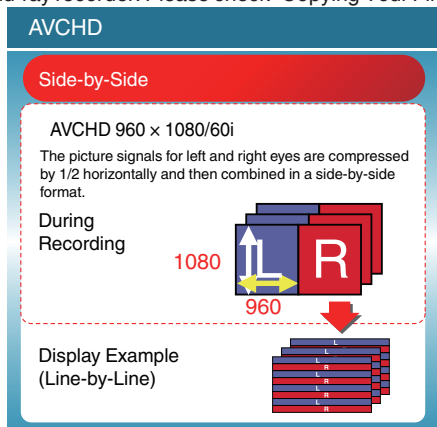 AVCHD
Side-by-Side
AVCHD 960 × 1080/60i
The picture signals for left and right eyes are compressed
by 1/2 horizontally and then combined in a side-by-side
format.
During
Recording
1080
L R
960
Display Example
(Line-by-Line)
L
L
L
R
L
R
L
R
L
R